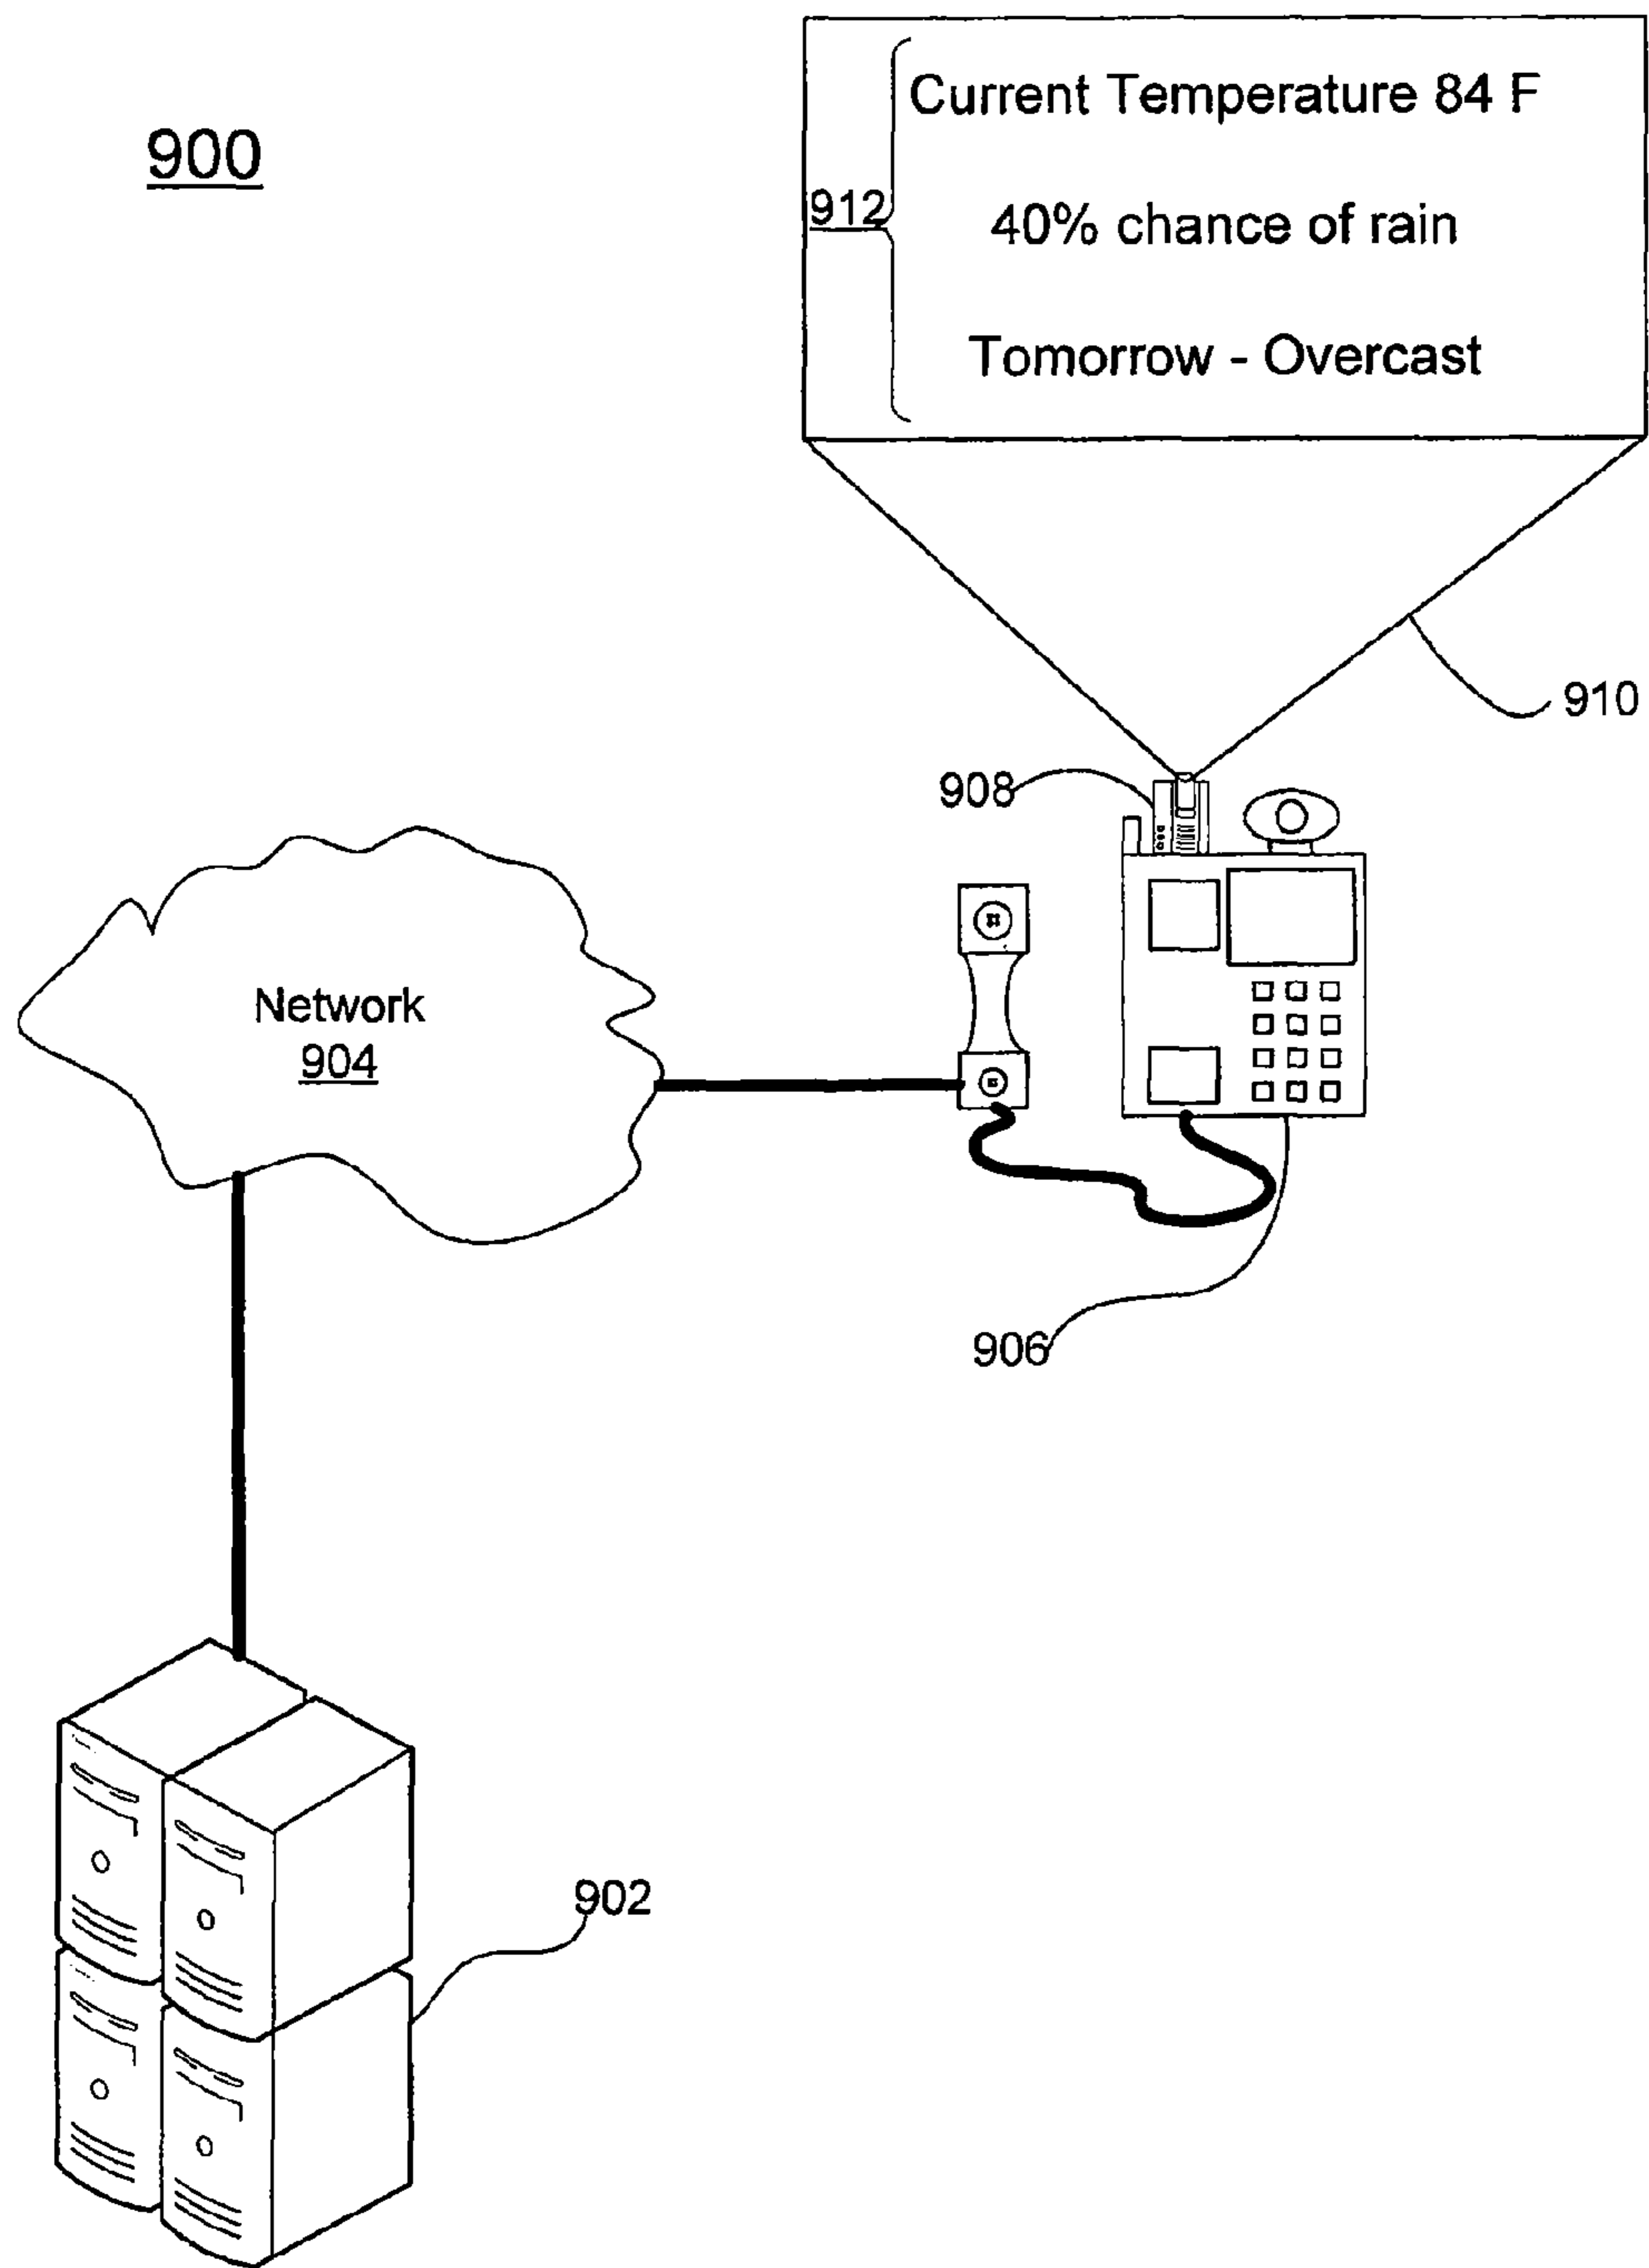 900
Current Temperature 84 F
912
40% chance of rain
Tomorrow - Overcast
910
908
Network
904
906
902